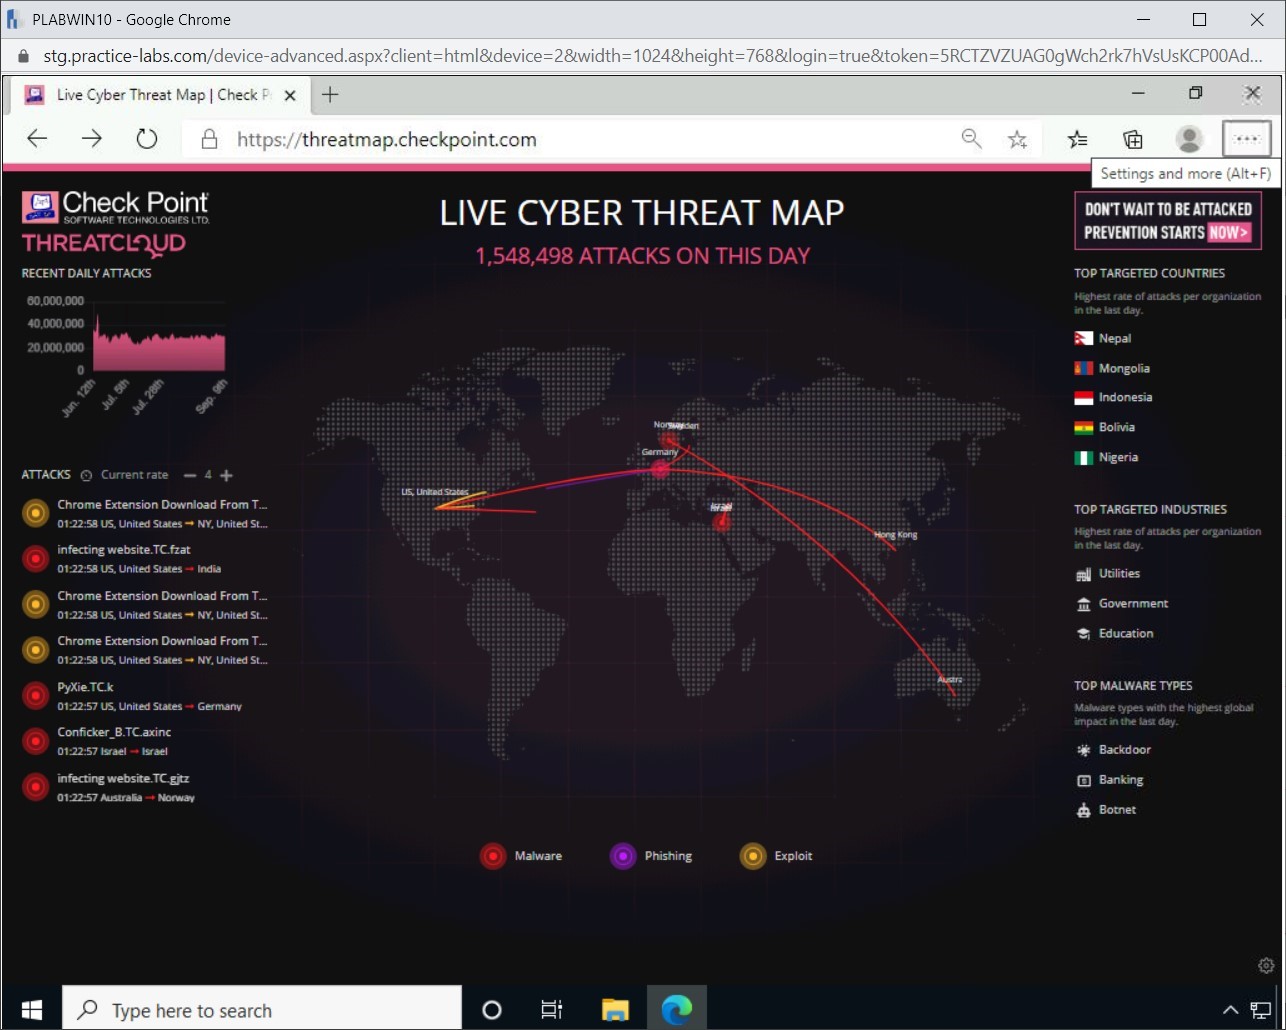 PLABWIN10 - Google Chrome
stg.practice-labs.com/device-advanced.aspx?client=html&device=2&width=1024&height=768&login=true&token=5RCTZVZUAG0gWch2rk7hVsUsKCP00Ad...
Live Cyber Threat Map | Check P
https://threatmap.checkpoint.com
Settings and more (Alt+F)
Check Point
SOFTWARE TECHNOLOGIES LTD.
THREATCLOUD
RECENT DAILY ATTACKS
60,000,000
40,000,000
20,000,000
0
Jun. 12th
Jul. 5th
Jul. 28th
Sep. 9th
ATTACKS Current rate 4
Chrome Extension Download From T...
01:22:58 US, United States → NY, United St...
infecting website.TC.fzat
01:22:58 US, United States → India
Chrome Extension Download From T...
01:22:58 US, United States → NY, United St...
Chrome Extension Download From T...
01:22:58 US, United States → NY, United St...
PyXie.TC.k
01:22:57 US, United States → Germany
Conficker_B.TC.axinc
01:22:57 Israel → Israel
infecting website.TC.gjtz
01:22:57 Australia → Norway
LIVE CYBER THREAT MAP
1,548,498 ATTACKS ON THIS DAY
Germany
US, United States
Hong Kong
Malware
Phishing
Exploit
DON'T WAIT TO BE ATTACKED
PREVENTION STARTS NOW>
TOP TARGETED COUNTRIES
Highest rate of attacks per organization
in the last day.
Nepal
Mongolia
Indonesia
Bolivia
Nigeria
TOP TARGETED INDUSTRIES
Highest rate of attacks per organization
in the last day.
Utilities
Government
Education
TOP MALWARE TYPES
Malware types with the highest global
impact in the last day.
Backdoor
Banking
Botnet
Type here to search